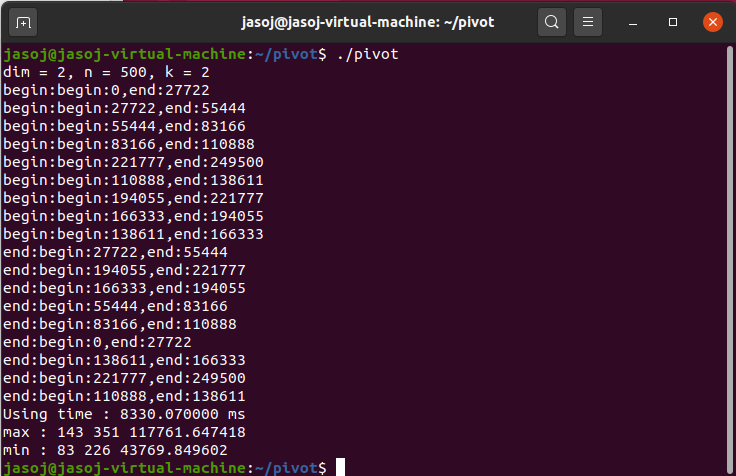 jasoj@jasoj-virtual-machine: ~/pivot
jasoj@jasoj-virtual-machine:~/pivot$ ./pivot
dim = 2, n = 500, k = 2
begin:begin:0,end:27722
begin:begin:27722,end:55444
begin:begin:55444,end:83166
begin:begin:83166,end:110888
begin:begin:221777,end:249500
begin:begin:110888,end:138611
begin:begin:194055,end:221777
begin:begin:166333,end:194055
begin:begin:138611,end:166333
end:begin:27722,end:55444
end:begin:194055,end:221777
end:begin:166333,end:194055
end:begin:55444,end:83166
end:begin:83166,end:110888
end:begin:0,end:27722
end:begin:138611,end:166333
end:begin:221777,end:249500
end:begin:110888,end:138611
Using time : 8330.070000 ms
max : 143 351 117761.647418
min : 83 226 43769.849602
jasoj@jasoj-virtual-machine:~/pivot$